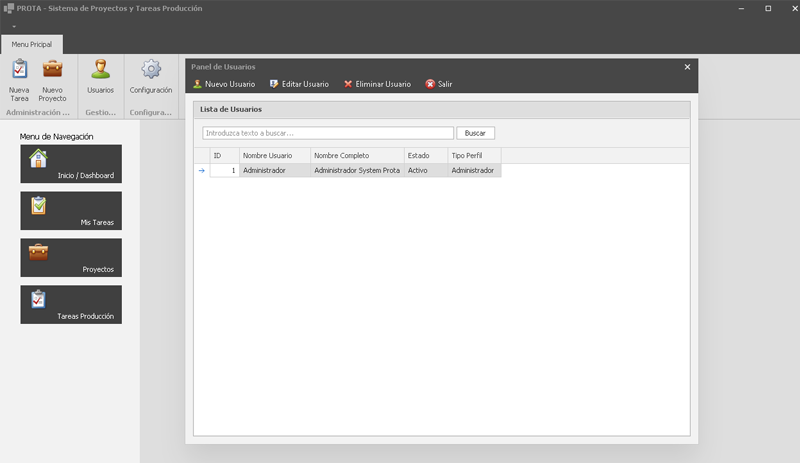 PROTA - Sistema de Proyectos y Tareas Producción
Menu Pricipal
Nueva Tarea
Nuevo Proyecto
Usuarios
Configuración
Administración ...
Gestio...
Configura...
Menu de Navegación
Inicio / Dashboard
Mis Tareas
Proyectos
Tareas Producción
Panel de Usuarios
Nuevo Usuario Editar Usuario Eliminar Usuario Salir
Lista de Usuarios
Introduzca texto a buscar... Buscar
ID Nombre Usuario Nombre Completo Estado Tipo Perfil
1 Administrador Administrador System Prota Activo Administrador